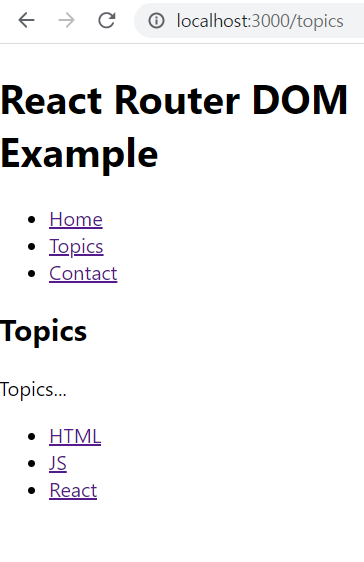 localhost:3000/topics
React Router DOM
Example
Home
Topics
Contact
Topics
Topics...
HTML
JS
React